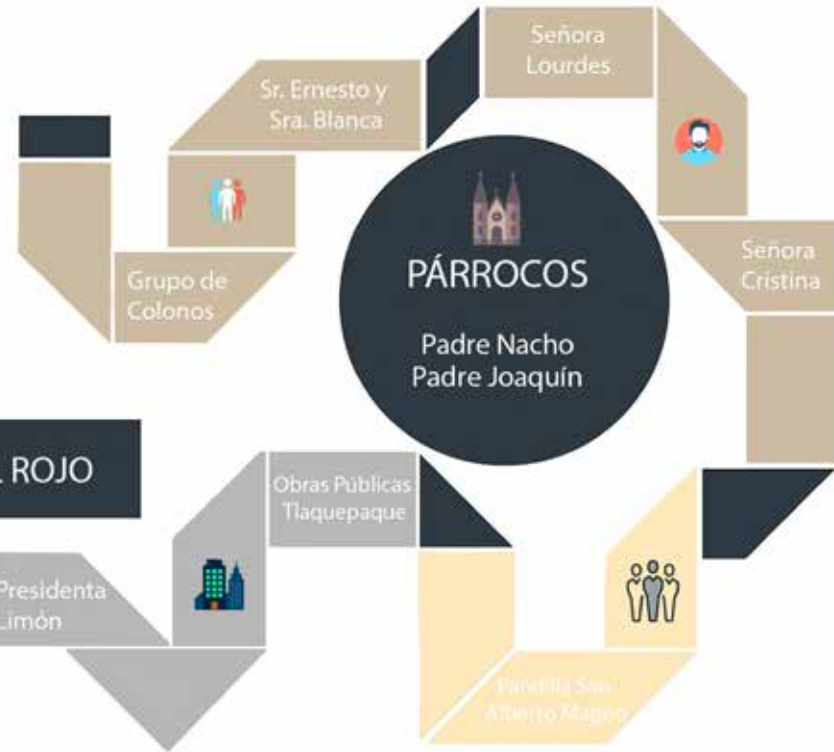 Señora
Lourdes
Sr. Ernesto y
Sra. Blanca
Grupo de
Colonos
PÁRROCOS
Padre Nacho
Padre Joaquín
Señora
Cristina
ROJO
Obras Públicas
Tlaquepaque
Presidenta
Limón
Pandilla San
Alberto Magno